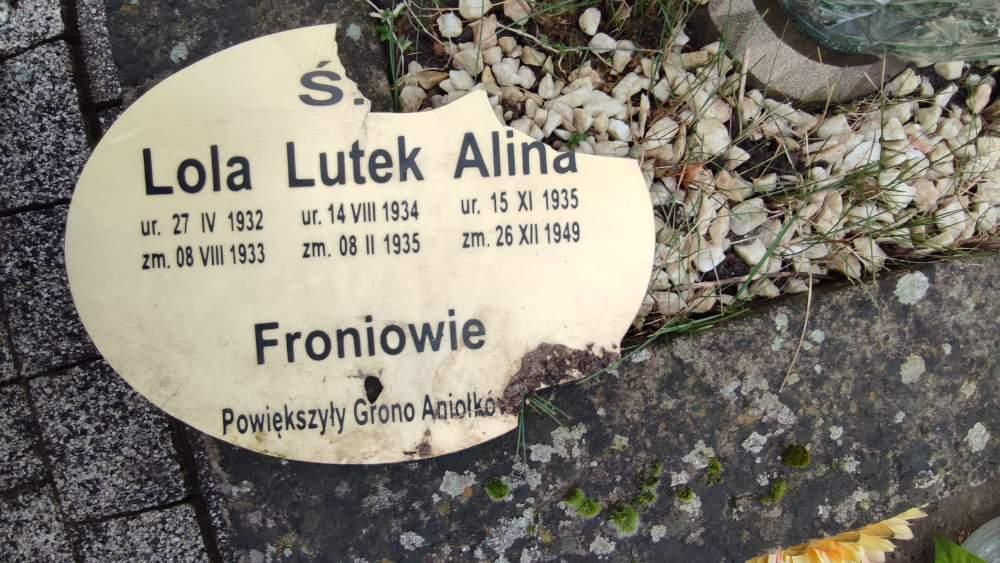 Ś.
Lola Lutek Alina
ur. 27 IV 1932 ur. 14 VIII 1934 ur. 15 XI 1935
zm. 08 VIII 1933 zm. 08 II 1935 zm. 26 XII 1949
Froniowie
Powiększyły Grono Aniolków